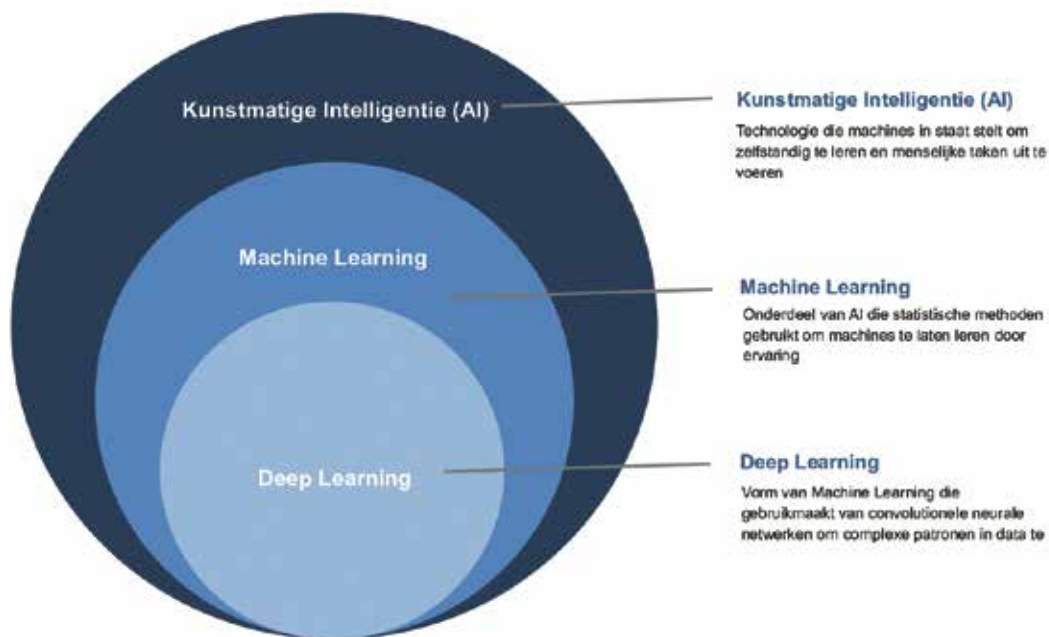 Kunstmatige Intelligentie (AI)
Machine Learning
Deep Learning
Kunstmatige Intelligentie (AI)
Technologie die machines in staat stelt om
zelfstandig te leren en menselijke taken uit te
voeren
Machine Learning
Onderdeel van AI die statistische methoden
gebruikt om machines te laten leren door
ervaring
Deep Learning
Vorm van Machine Learning die
gebruikmaakt van convolutionele neurale
netwerken om complexe patronen in data te